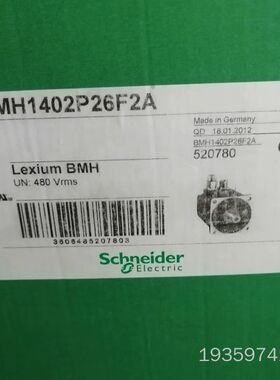 MH1402P26F2A
Made in Germany
QD 18.01.2012
BMH1402P26F2A
520780
Lexium BMH
UN: 480 Vrms
3606485207803
Schneider
Electric
1935974